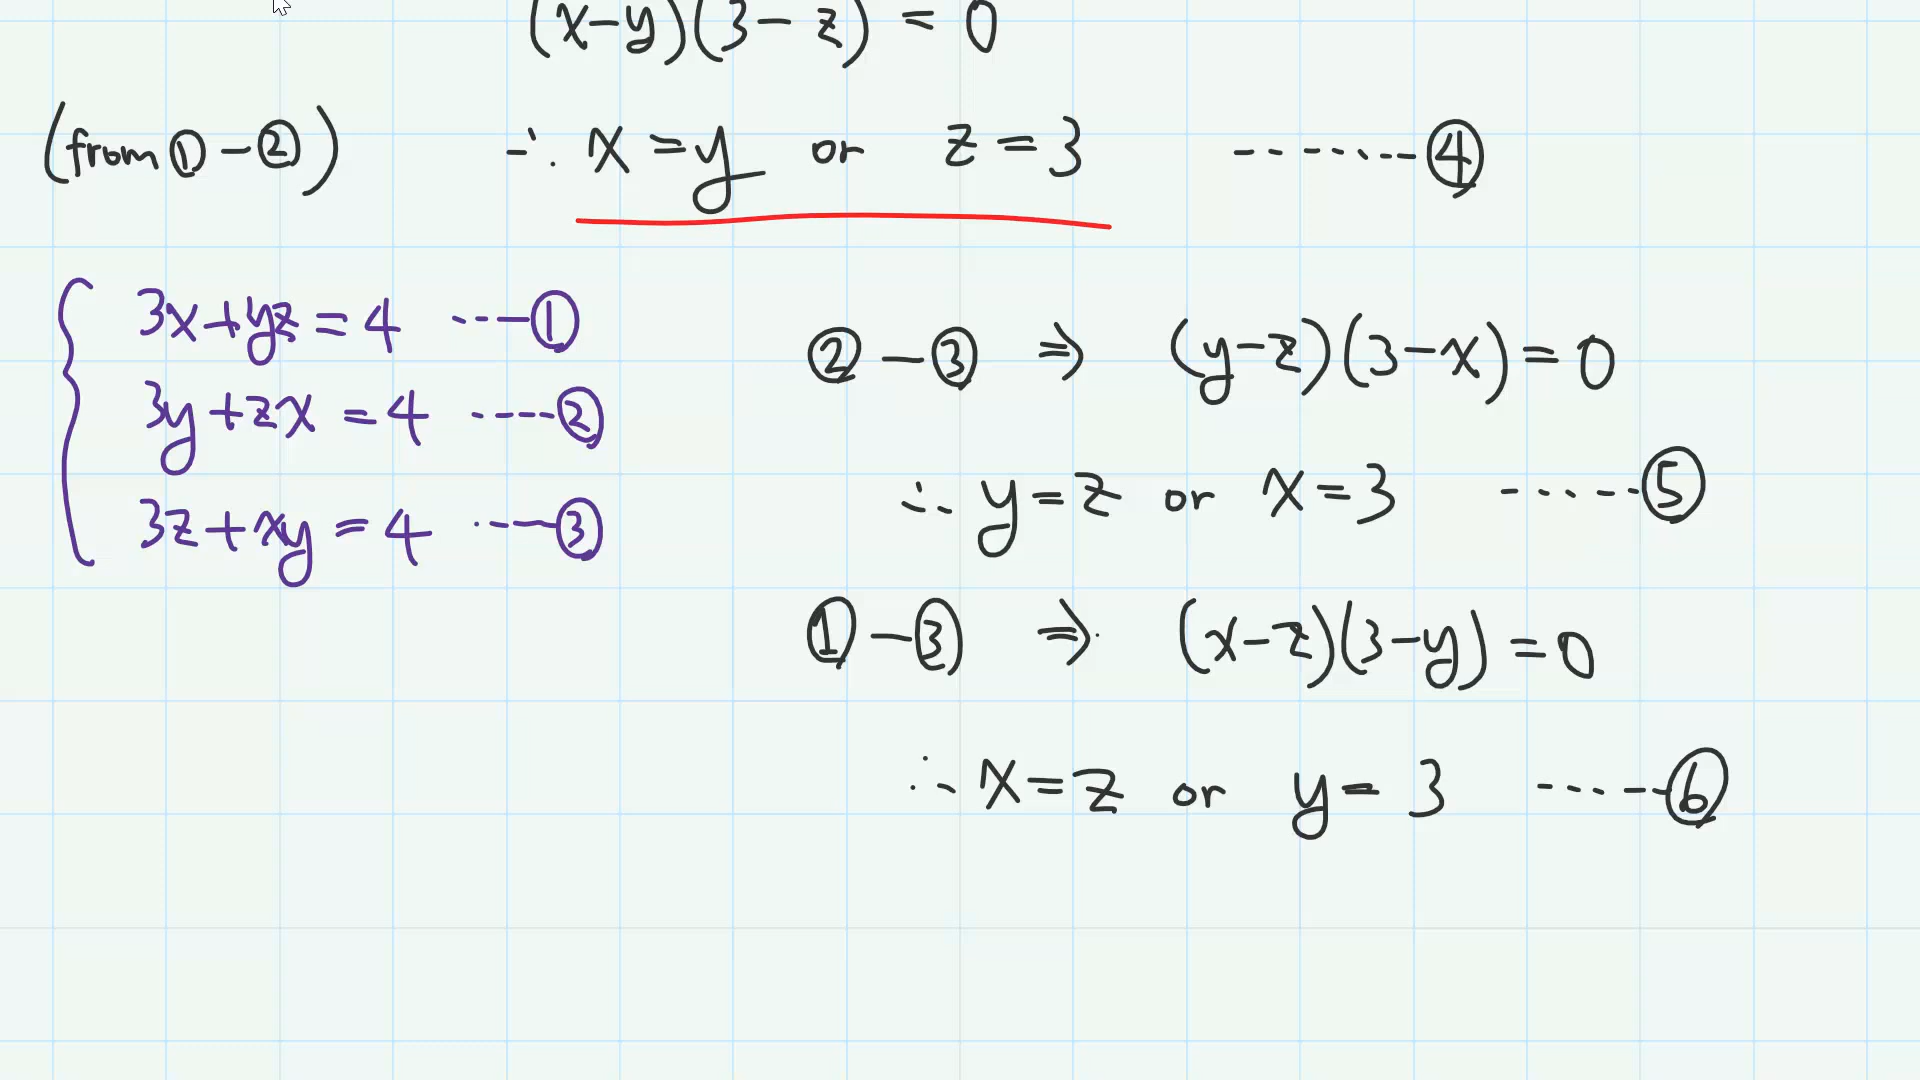 (x-y)(3-z) = 0
(from ① - ②) ∴ x = y or z = 3 -------- ④
3x+yz = 4 ---- ①
3y+zx = 4 ----- ②
3z+xy = 4 ---- ③
② - ③ ⇒ (y-z)(3-x) = 0
∴ y = z or x = 3 ------ ⑤
① - ③ ⇒ (x-z)(3-y) = 0
∴ x = z or y = 3 ------ ⑥